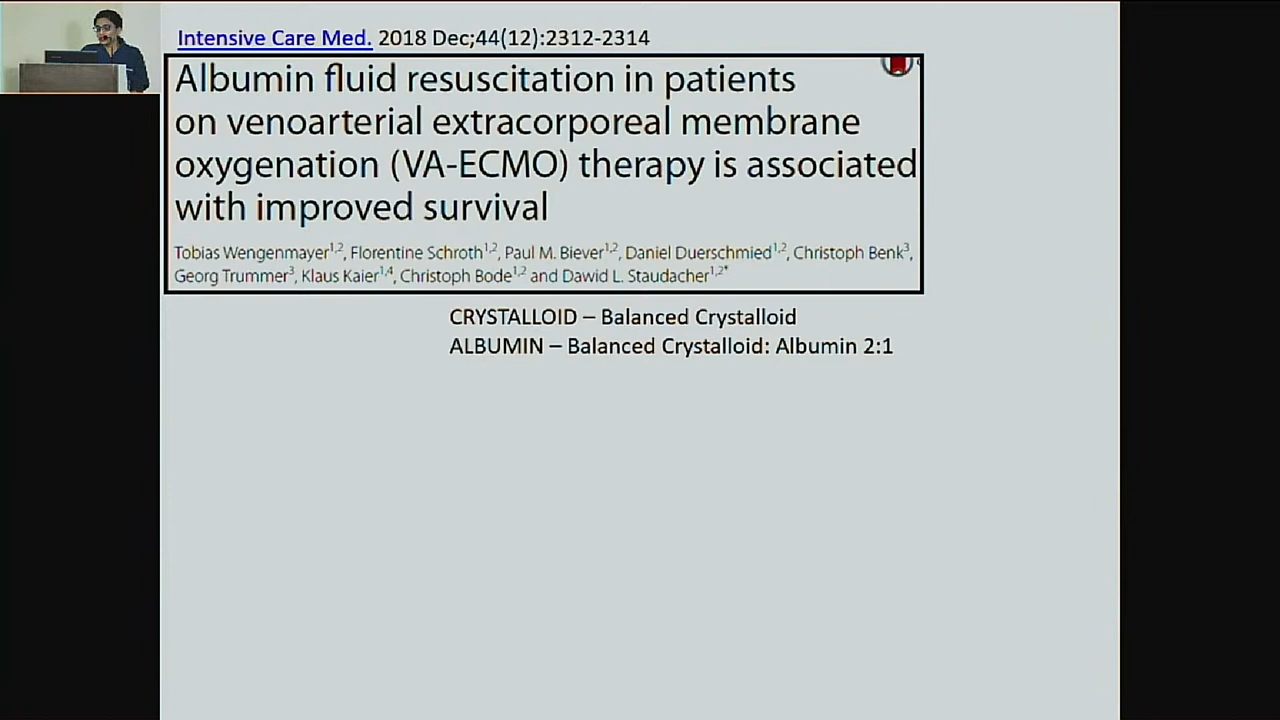 Intensive Care Med. 2018 Dec;44(12):2312-2314
Albumin fluid resuscitation in patients
on venoarterial extracorporeal membrane
oxygenation (VA-ECMO) therapy is associated
with improved survival
Tobias Wengenmayer1,2, Florentine Schroth1,2, Paul M. Biever1,2, Daniel Duerschmied1,2, Christoph Benk3,
Georg Trummer3, Klaus Kaier1,4, Christoph Bode1,2 and Dawid L. Staudacher1,2*
CRYSTALLOID – Balanced Crystalloid
ALBUMIN – Balanced Crystalloid: Albumin 2:1